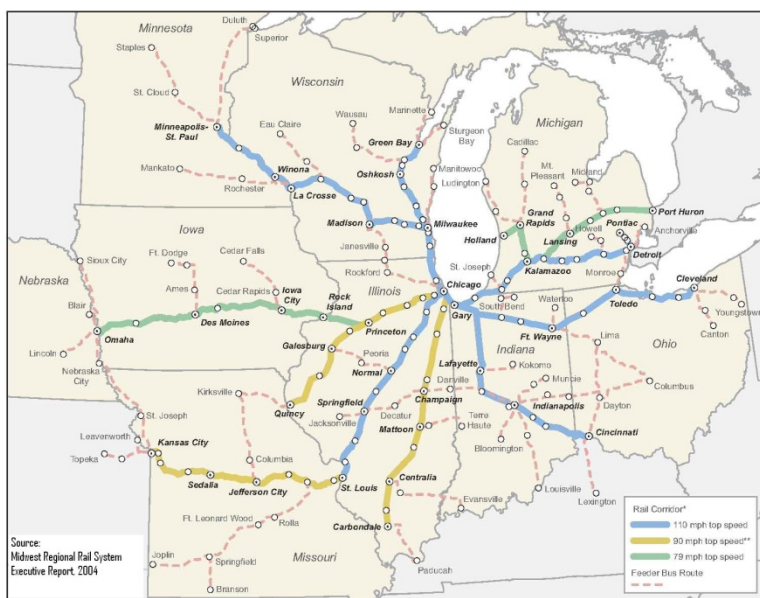 Minnesota
Duluth
Superior
Staples
St. Cloud
Minneapolis-
St. Paul
Mankato
Rochester
Winona
La Crosse
Wisconsin
Eau Claire
Wausau
Marinette
Green Bay
Sturgeon
Bay
Oshkosh
Manitowoc
Madison
Milwaukee
Janesville
Rockford
Michigan
Cadillac
Mt.
Pleasant
Midland
Ludington
Grand
Rapids
Holland
Lansing
Howell
Port Huron
Pontiac
Anchorville
Detroit
Monroe
Kalamazoo
St. Joseph
South Bend
Iowa
Sioux City
Ft. Dodge
Cedar Falls
Ames
Cedar Rapids
Iowa
City
Rock
Island
Des Moines
Nebraska
Blair
Omaha
Lincoln
Nebraska
City
Illinois
Chicago
Gary
Princeton
Galesburg
Peoria
Normal
Quincy
Springfield
Jacksonville
Decatur
Danville
Champaign
Mattoon
Terre
Haute
Centralia
Carbondale
Paducah
Evansville
Indiana
Waterloo
Ft. Wayne
Lafayette
Kokomo
Muncie
Indianapolis
Bloomington
Louisville
Lexington
Ohio
Toledo
Cleveland
Youngstown
Canton
Lima
Columbus
Dayton
Cincinnati
Missouri
Kirksville
St. Joseph
Leavenworth
Kansas City
Topeka
Sedalia
Columbia
Jefferson City
St. Louis
Ft. Leonard Wood
Rolla
Joplin
Springfield
Branson
Source:
Midwest Regional Rail System
Executive Report, 2004
Rail Corridor*
110 mph top speed
90 mph top speed**
79 mph top speed
Feeder Bus Route